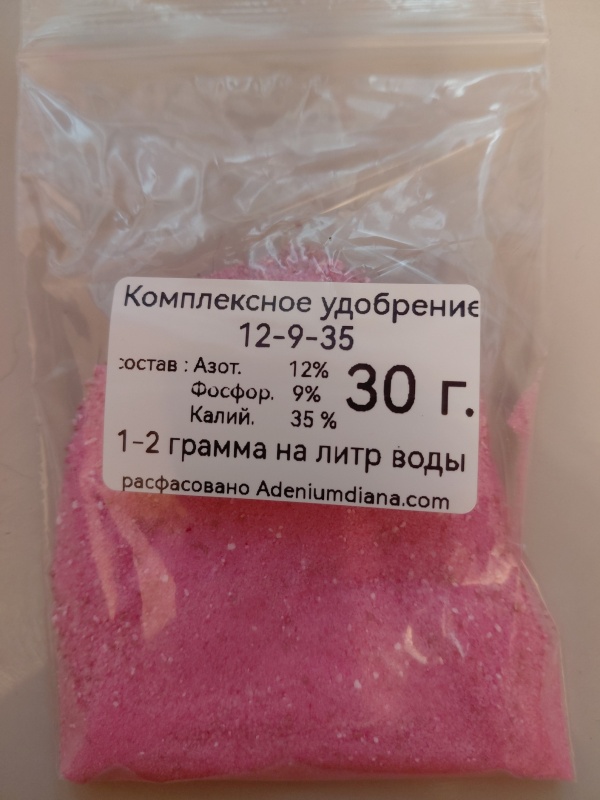 Комплексное удобрение
12-9-35
состав : Азот. 12%
Фосфор. 9%
Калий. 35 %
30 г.
1-2 грамма на литр воды
расфасовано Adeniumdiana.com